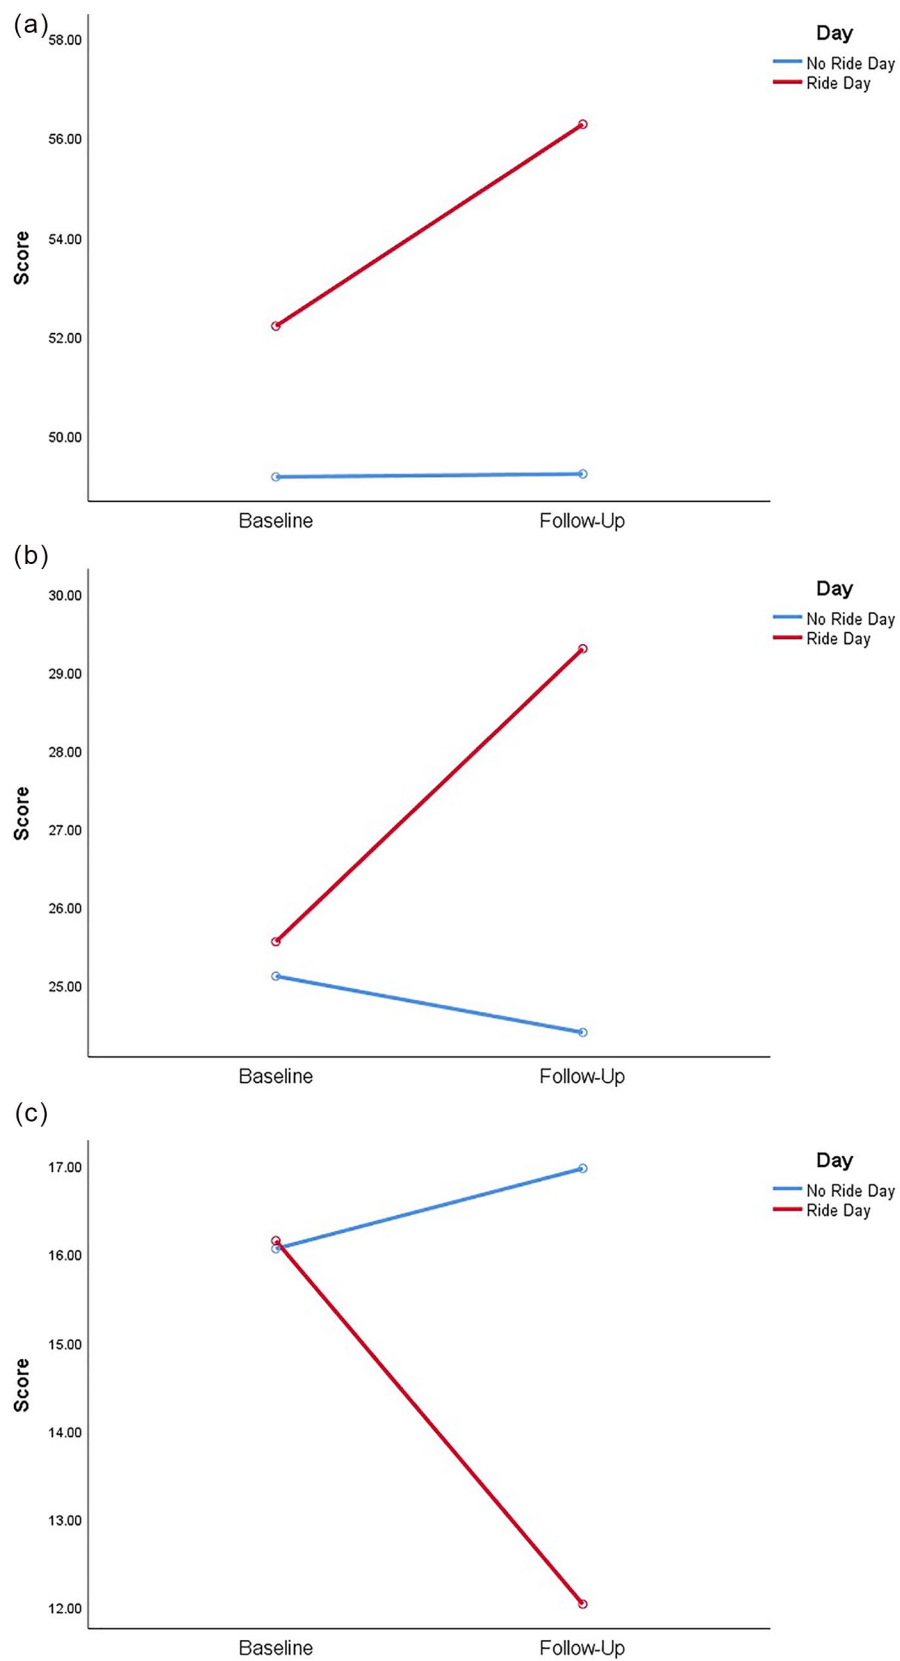 (a)
58.00
56.00
54.00
52.00
50.00
Score
Baseline Follow-Up
Day
No Ride Day
Ride Day
(b)
30.00
29.00
28.00
27.00
26.00
25.00
Score
Baseline Follow-Up
Day
No Ride Day
Ride Day
(c)
17.00
16.00
15.00
14.00
13.00
12.00
Score
Baseline Follow-Up
Day
No Ride Day
Ride Day